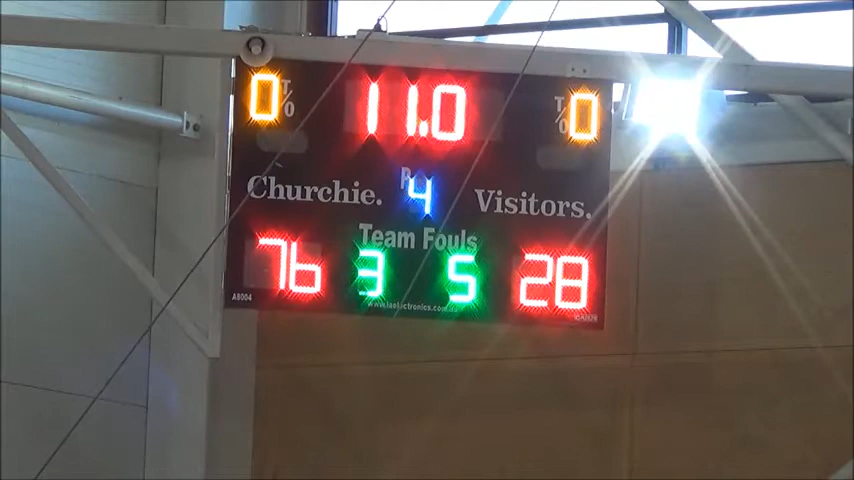 0 T/O 11.0 T/O 0
P
Churchie. 4 Visitors.
Team Fouls
76 3 5 28
A8004